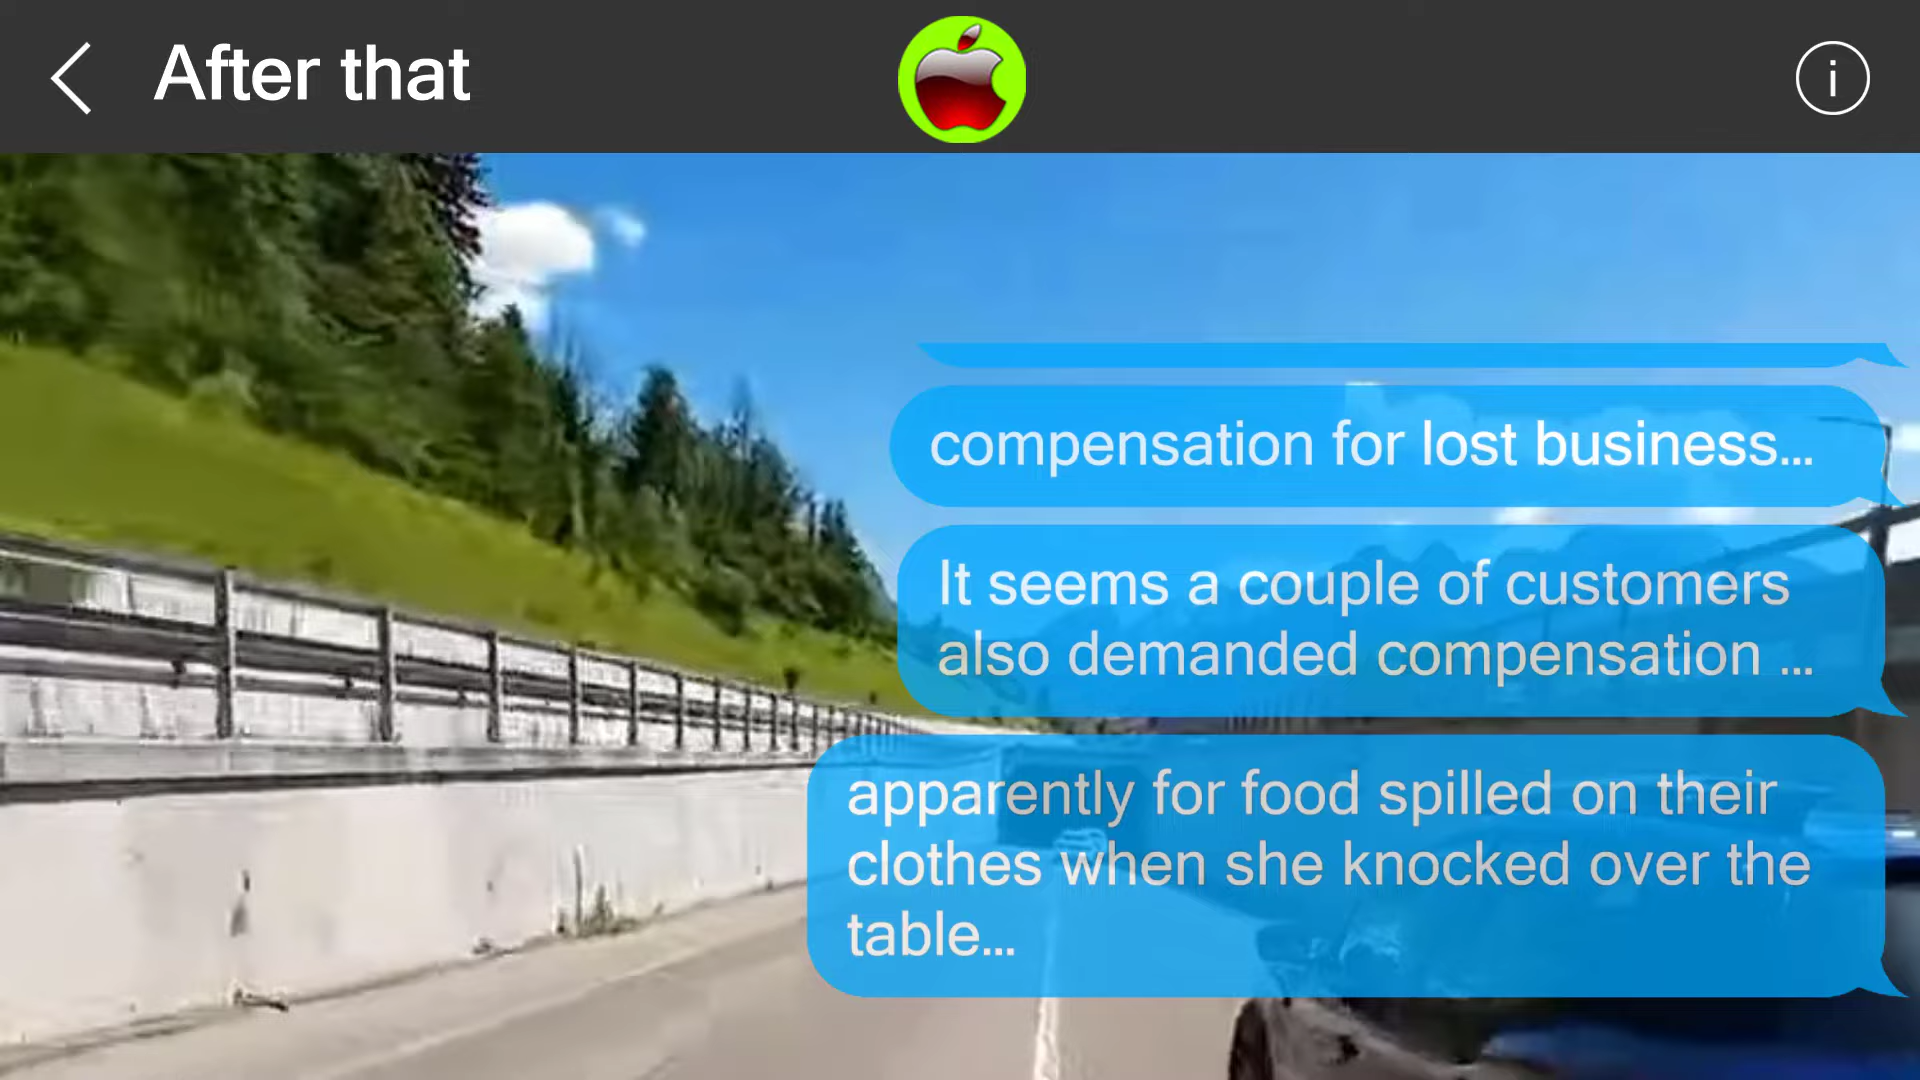 After that
compensation for lost business...
It seems a couple of customers
also demanded compensation ...
apparently for food spilled on their
clothes when she knocked over the
table...